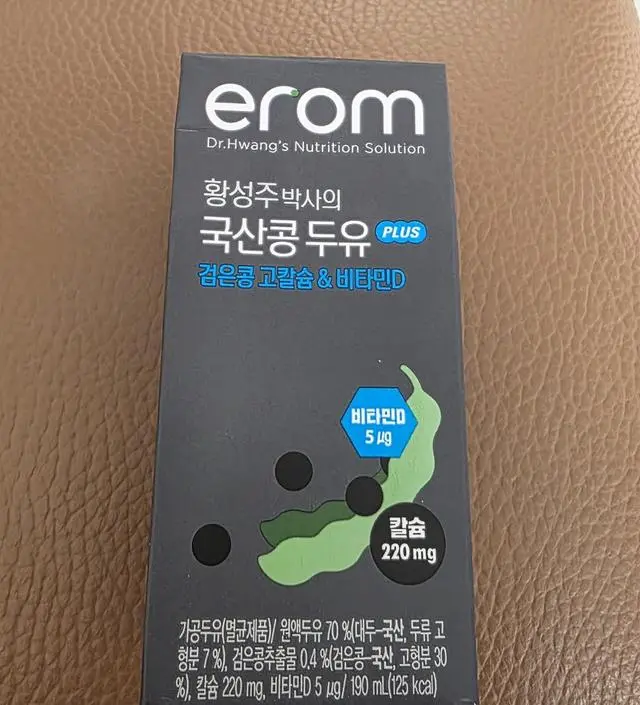 erom
Dr.Hwang's Nutrition Solution
황성주 박사의
국산콩 두유 PLUS
검은콩 고칼슘 & 비타민D
비타민D
5 ㎍
칼슘
220 mg
가공두유(멸균제품)/ 원액두유 70 %(대두-국산, 두류 고
형분 7 %), 검은콩추출물 0.4 %(검은콩-국산, 고형분 30
%), 칼슘 220 mg, 비타민D 5 ㎍/ 190 mL(125 kcal)